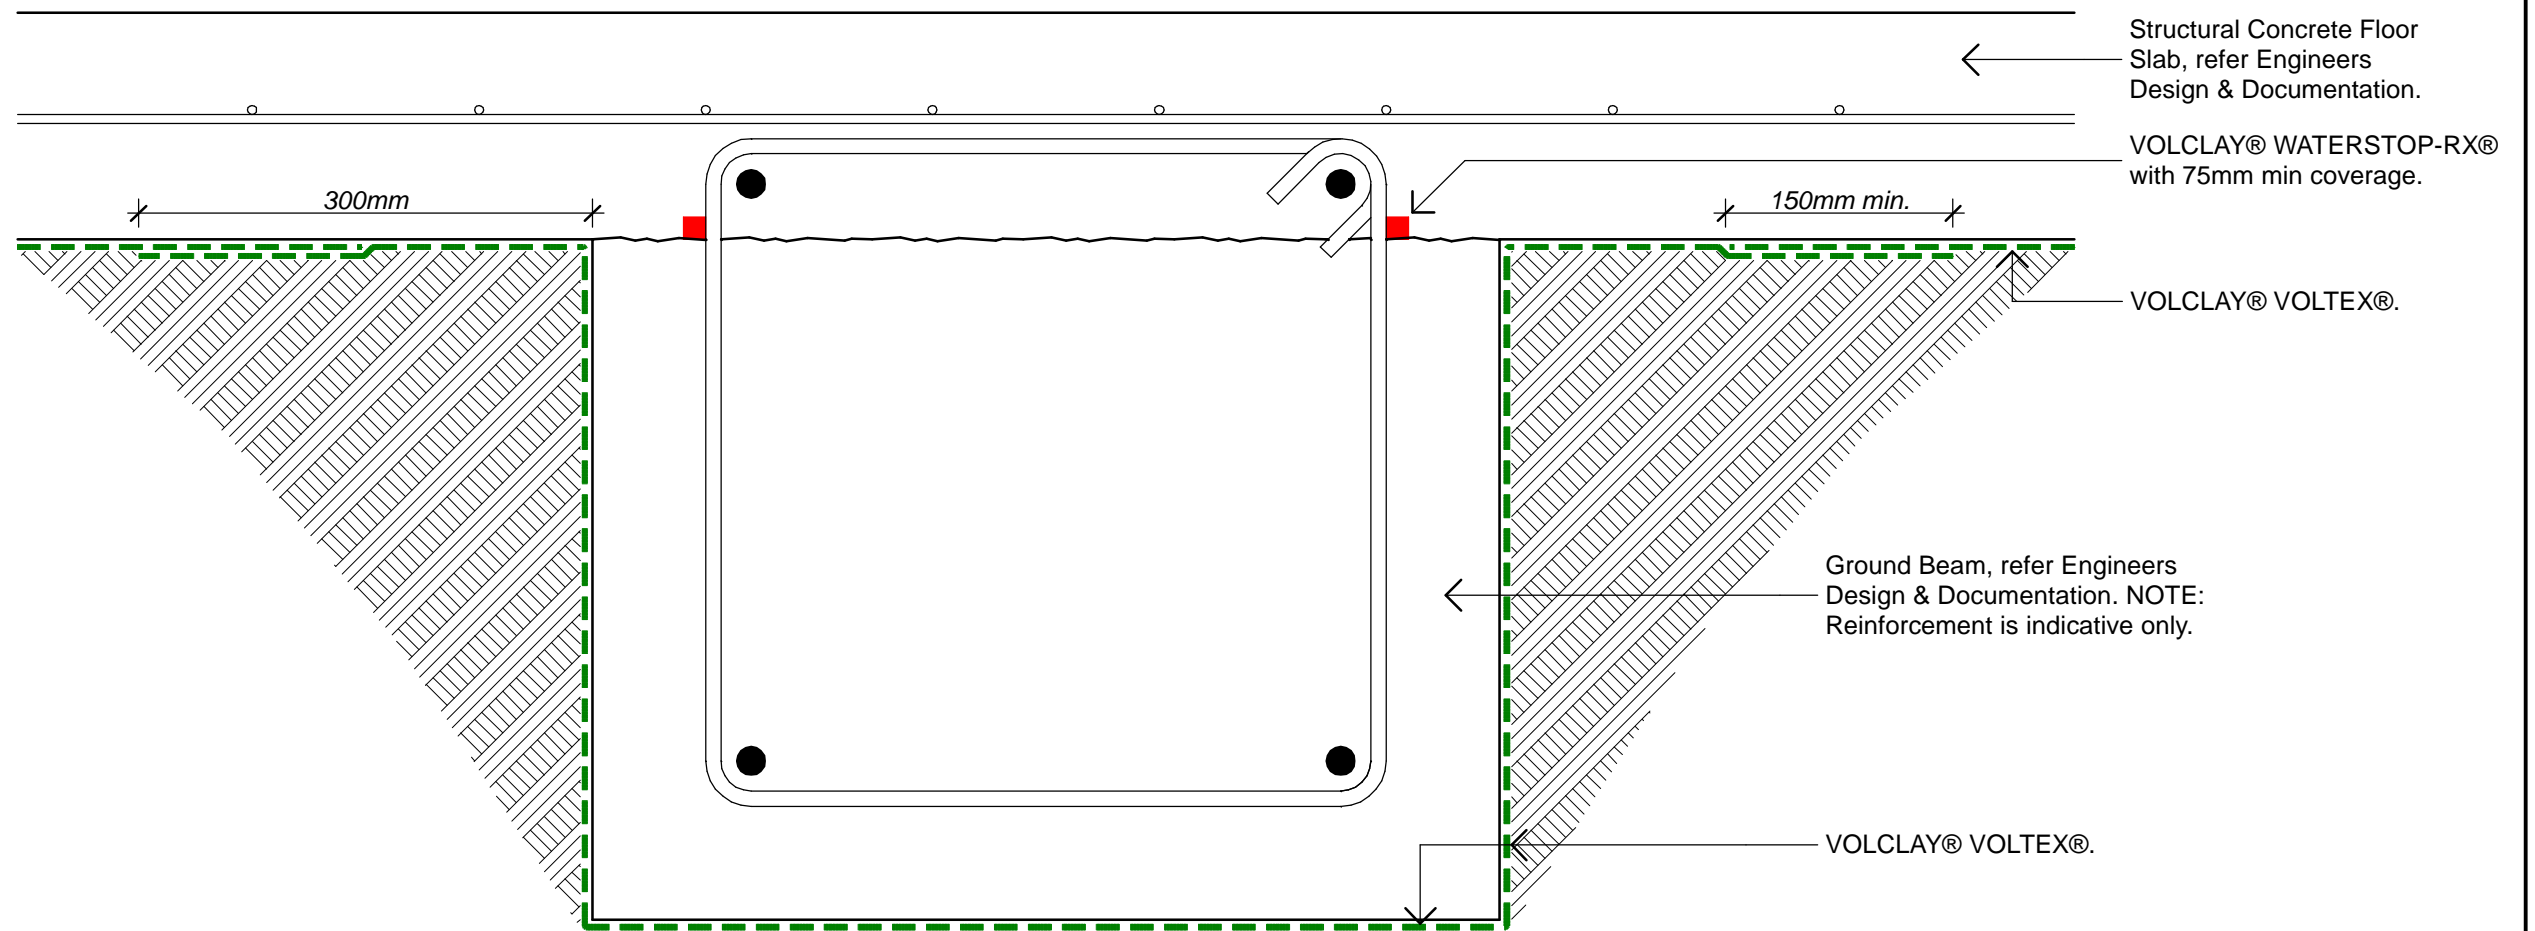 Structural Concrete Floor
Slab, refer Engineers
Design & Documentation.
VOLCLAY® WATERSTOP-RX®
with 75mm min coverage.
300mm
150mm min.
VOLCLAY® VOLTEX®.
Ground Beam, refer Engineers
Design & Documentation. NOTE:
Reinforcement is indicative only.
VOLCLAY® VOLTEX®.